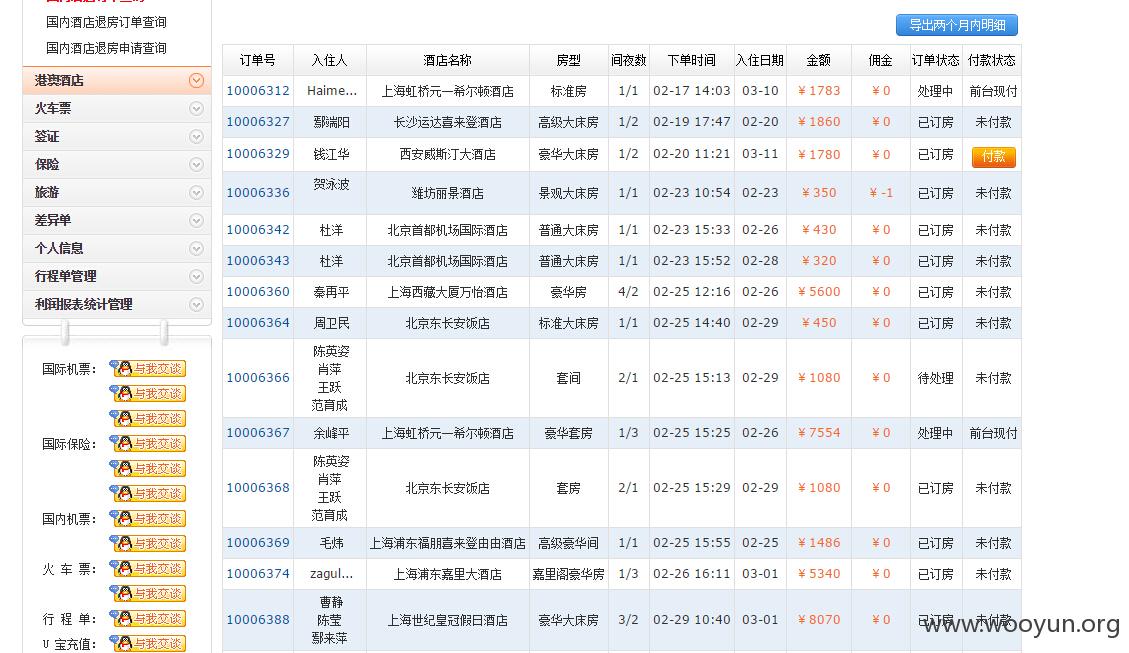 国内酒店退房订单查询
国内酒店退房申请查询
港澳酒店
火车票
签证
保险
旅游
差异单
个人信息
行程单管理
利润报表统计管理
国际机票: 与我交谈
与我交谈
与我交谈
国际保险: 与我交谈
与我交谈
与我交谈
国内机票: 与我交谈
与我交谈
火 车 票: 与我交谈
与我交谈
行 程 单: 与我交谈
U 宝充值: 与我交谈
导出两个月内明细
订单号 入住人 酒店名称 房型 间夜数 下单时间 入住日期 金额 佣金 订单状态 付款状态
10006312 Haime... 上海虹桥元一希尔顿酒店 标准房 1/1 02-17 14:03 03-10 ¥ 1783 ¥ 0 处理中 前台现付
10006327 鄢端阳 长沙运达喜来登酒店 高级大床房 1/2 02-19 17:47 02-20 ¥ 1860 ¥ 0 已订房 未付款
10006329 钱江华 西安威斯汀大酒店 豪华大床房 1/2 02-20 11:21 03-11 ¥ 1780 ¥ 0 已订房 付款
10006336 贺泳波 潍坊丽景酒店 景观大床房 1/1 02-23 10:54 02-23 ¥ 350 ¥ -1 已订房 未付款
10006342 杜洋 北京首都机场国际酒店 普通大床房 1/1 02-23 15:33 02-26 ¥ 430 ¥ 0 已订房 未付款
10006343 杜洋 北京首都机场国际酒店 普通大床房 1/1 02-23 15:52 02-28 ¥ 320 ¥ 0 已订房 未付款
10006360 秦再平 上海西藏大厦万怡酒店 豪华房 4/2 02-25 12:16 02-26 ¥ 5600 ¥ 0 已订房 未付款
10006364 周卫民 北京东长安饭店 标准大床房 1/1 02-25 14:40 02-29 ¥ 450 ¥ 0 已订房 未付款
10006366 陈英姿 肖萍 王跃 范育成 北京东长安饭店 套间 2/1 02-25 15:13 02-29 ¥ 1080 ¥ 0 待处理 未付款
10006367 余峰平 上海虹桥元一希尔顿酒店 豪华套房 1/3 02-25 15:25 02-26 ¥ 7554 ¥ 0 处理中 前台现付
10006368 陈英姿 肖萍 王跃 范育成 北京东长安饭店 套房 2/1 02-25 15:29 02-29 ¥ 1080 ¥ 0 已订房 未付款
10006369 毛炜 上海浦东福朋喜来登由由酒店 高级豪华间 1/1 02-25 15:55 02-25 ¥ 1486 ¥ 0 已订房 未付款
10006374 zagul... 上海浦东嘉里大酒店 嘉里阁豪华房 1/3 02-26 16:11 03-01 ¥ 5340 ¥ 0 已订房 未付款
10006388 曹静 陈莹 鄢来萍 上海世纪皇冠假日酒店 豪华大床房 3/2 02-29 10:40 03-01 ¥ 8070 ¥ 0 已订房 未付款
www.wooyun.org